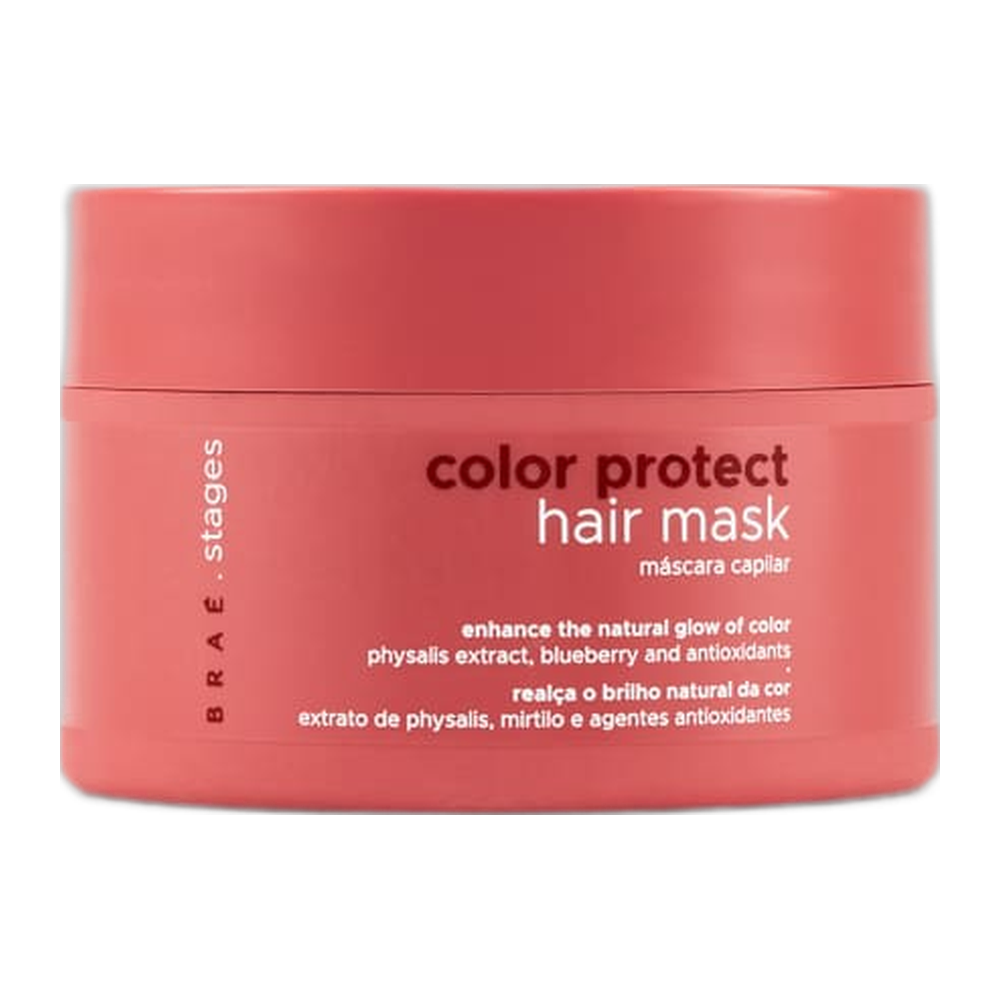 BRAÉ . stages
color protect
hair mask
máscara capilar
enhance the natural glow of color
physalis extract, blueberry and antioxidants
.
realça o brilho natural da cor
extrato de physalis, mirtilo e agentes antioxidantes